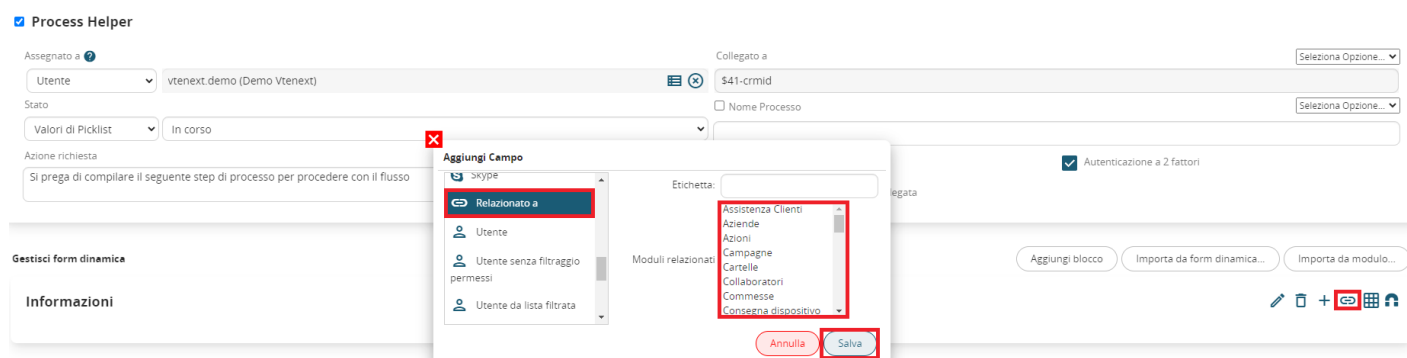 Process Helper
Assegnato a
Collegato a
Seleziona Opzione...
Utente
vtenext.demo (Demo Vtenext)
$41-crmid
Stato
Nome Processo
Seleziona Opzione...
Valori di Picklist
In corso
Azione richiesta
Si prega di compilare il seguente step di processo per procedere con il flusso
Autenticazione a 2 fattori
egata
Aggiungi Campo
Skype
Relazionato a
Utente
Utente senza filtraggio
permessi
Utente da lista filtrata
Etichetta:
Moduli relazionati
Assistenza Clienti
Aziende
Azioni
Campagne
Cartelle
Collaboratori
Commesse
Consegna dispositivo
Annulla
Salva
Gestisci form dinamica
Aggiungi blocco
Importa da form dinamica...
Importa da modulo...
Informazioni